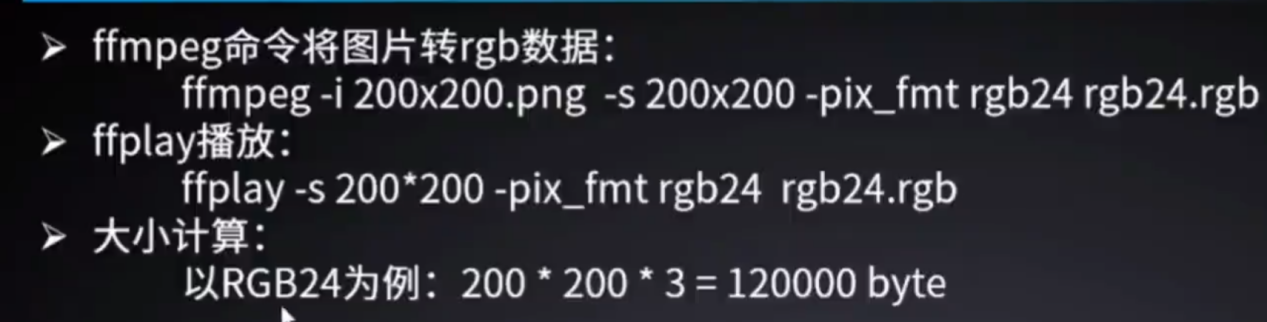 ➢ ffmpeg命令将图片转rgb数据：
ffmpeg -i 200x200.png -s 200x200 -pix_fmt rgb24 rgb24.rgb
➢ ffplay播放：
ffplay -s 200*200 -pix_fmt rgb24 rgb24.rgb
➢ 大小计算：
以RGB24为例：200 * 200 * 3 = 120000 byte